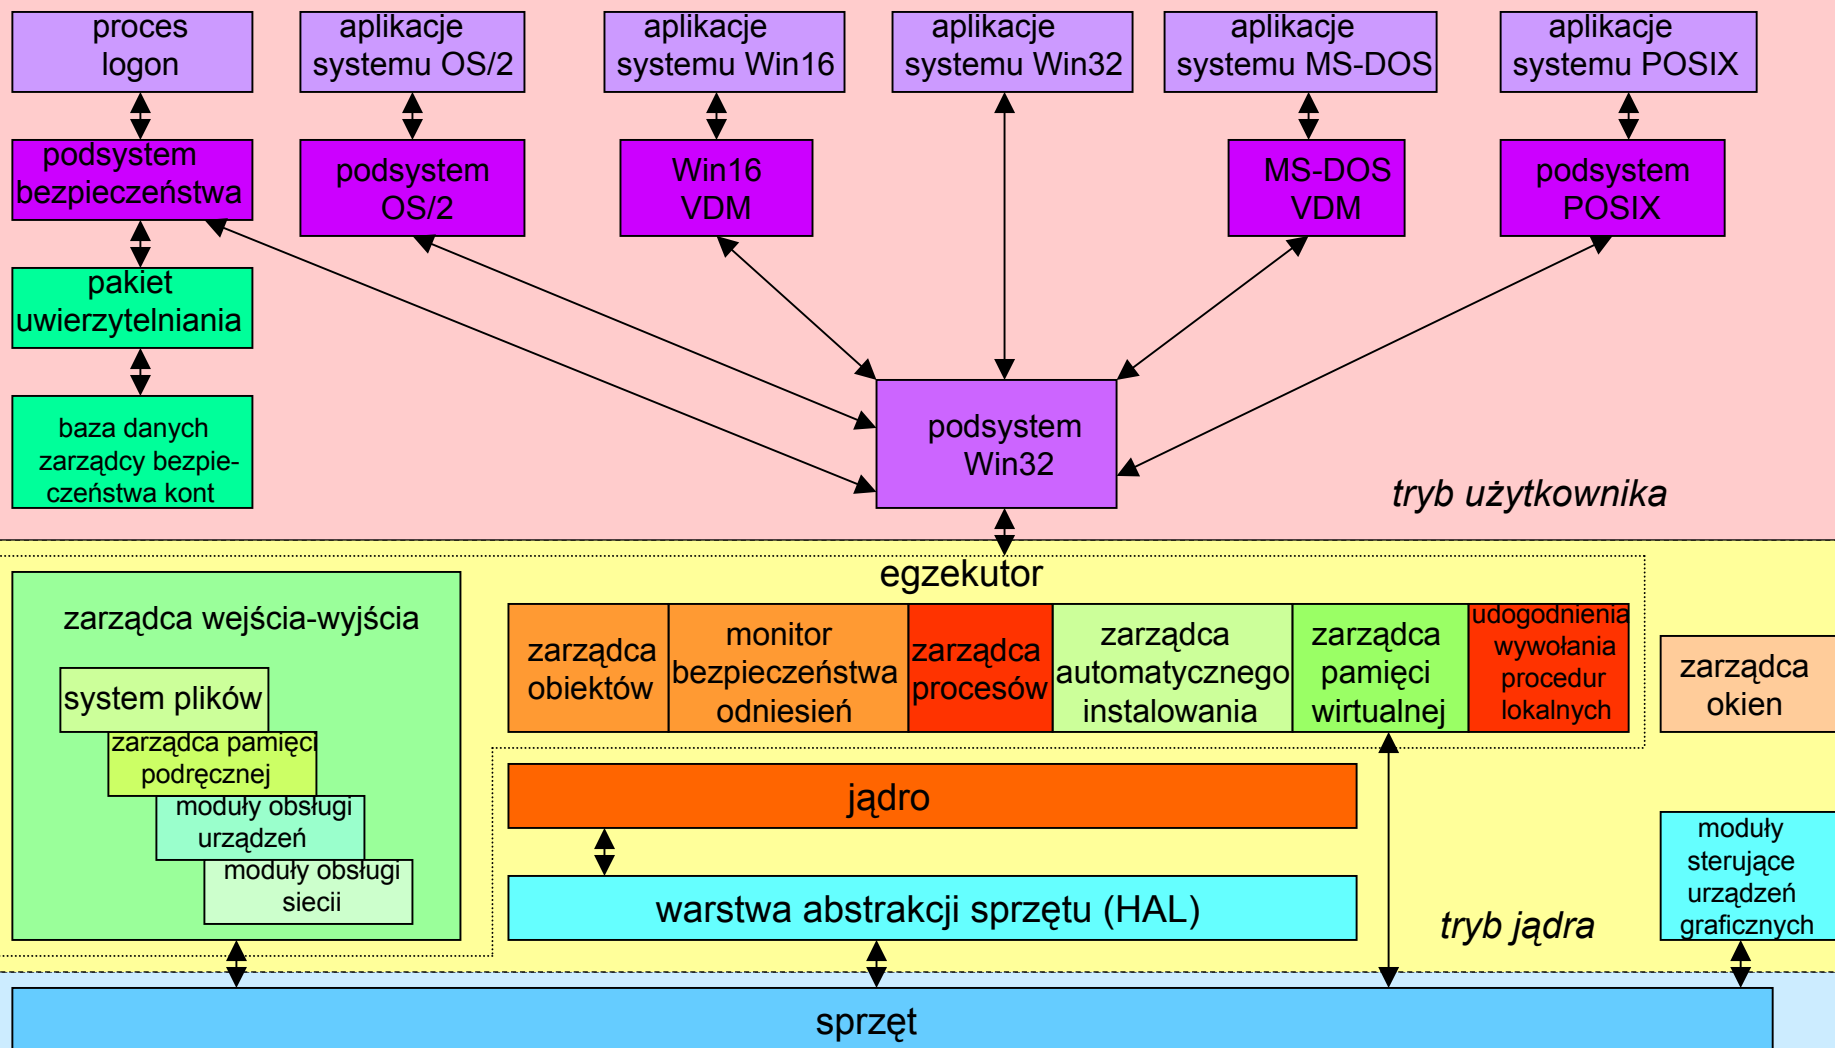 proces
logon
aplikacje
systemu OS/2
aplikacje
systemu Win16
aplikacje
systemu Win32
aplikacje
systemu MS-DOS
aplikacje
systemu POSIX
podsystem
bezpieczeństwa
podsystem
OS/2
Win16
VDM
MS-DOS
VDM
podsystem
POSIX
pakiet
uwierzytelniania
baza danych
zarządcy bezpie-
czeństwa kont
podsystem
Win32
tryb użytkownika
egzekutor
zarządca wejścia-wyjścia
system plików
zarządca pamięci
podręcznej
moduły obsługi
urządzeń
moduły obsługi
siecii
zarządca
obiektów
monitor
bezpieczeństwa
odniesień
zarządca
procesów
zarządca
automatycznego
instalowania
zarządca
pamięci
wirtualnej
udogodnienia
wywołania
procedur
lokalnych
zarządca
okien
jądro
warstwa abstrakcji sprzętu (HAL)
tryb jądra
moduły
sterujące
urządzeń
graficznych
sprzęt